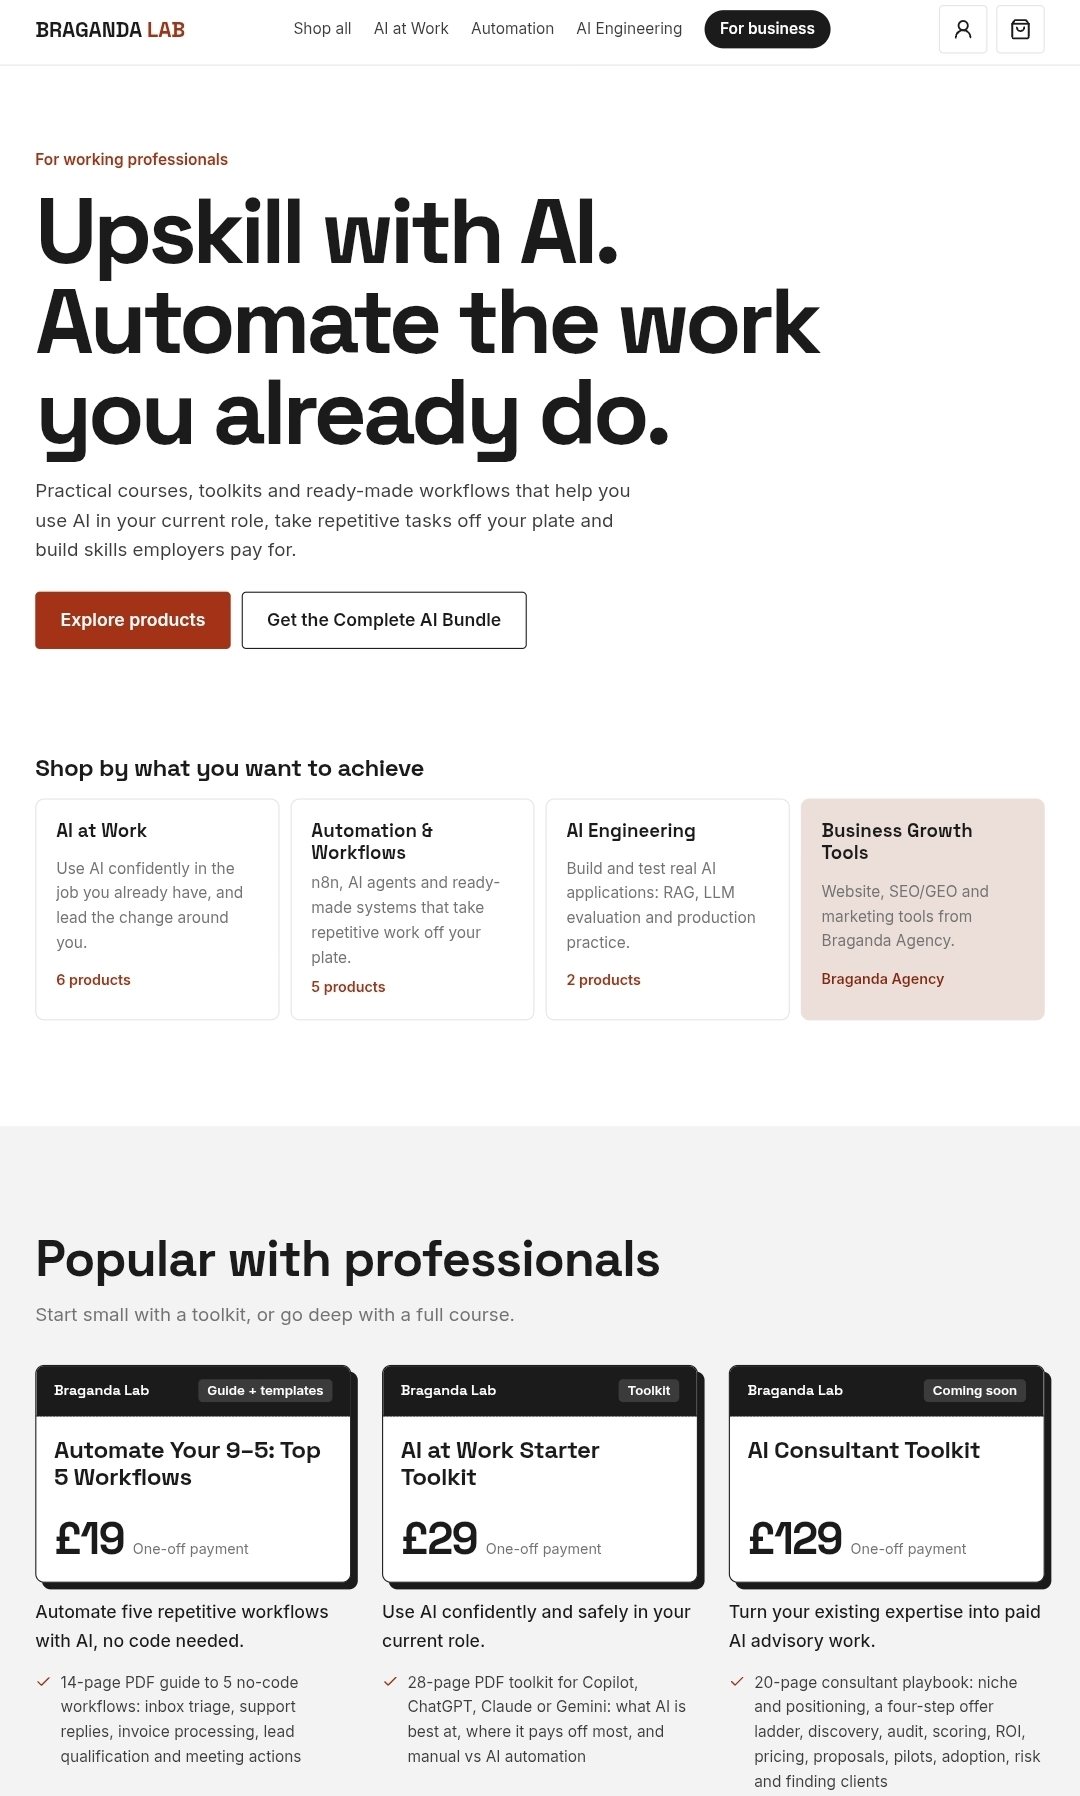 BRAGANDA LAB
Shop all
AI at Work
Automation
AI Engineering
For business
For working professionals
Upskill with AI.
Automate the work
you already do.
Practical courses, toolkits and ready-made workflows that help you
use AI in your current role, take repetitive tasks off your plate and
build skills employers pay for.
Explore products
Get the Complete AI Bundle
Shop by what you want to achieve
AI at Work
Use AI confidently in the
job you already have, and
lead the change around
you.
6 products
Automation &
Workflows
n8n, AI agents and ready-
made systems that take
repetitive work off your
plate.
5 products
AI Engineering
Build and test real AI
applications: RAG, LLM
evaluation and production
practice.
2 products
Business Growth
Tools
Website, SEO/GEO and
marketing tools from
Braganda Agency.
Braganda Agency
Popular with professionals
Start small with a toolkit, or go deep with a full course.
Braganda Lab
Guide + templates
Automate Your 9–5: Top
5 Workflows
£19 One-off payment
Automate five repetitive workflows
with AI, no code needed.
14-page PDF guide to 5 no-code
workflows: inbox triage, support
replies, invoice processing, lead
qualification and meeting actions
Braganda Lab
Toolkit
AI at Work Starter
Toolkit
£29 One-off payment
Use AI confidently and safely in your
current role.
28-page PDF toolkit for Copilot,
ChatGPT, Claude or Gemini: what AI is
best at, where it pays off most, and
manual vs AI automation
Braganda Lab
Coming soon
AI Consultant Toolkit
£129 One-off payment
Turn your existing expertise into paid
AI advisory work.
20-page consultant playbook: niche
and positioning, a four-step offer
ladder, discovery, audit, scoring, ROI,
pricing, proposals, pilots, adoption, risk
and finding clients